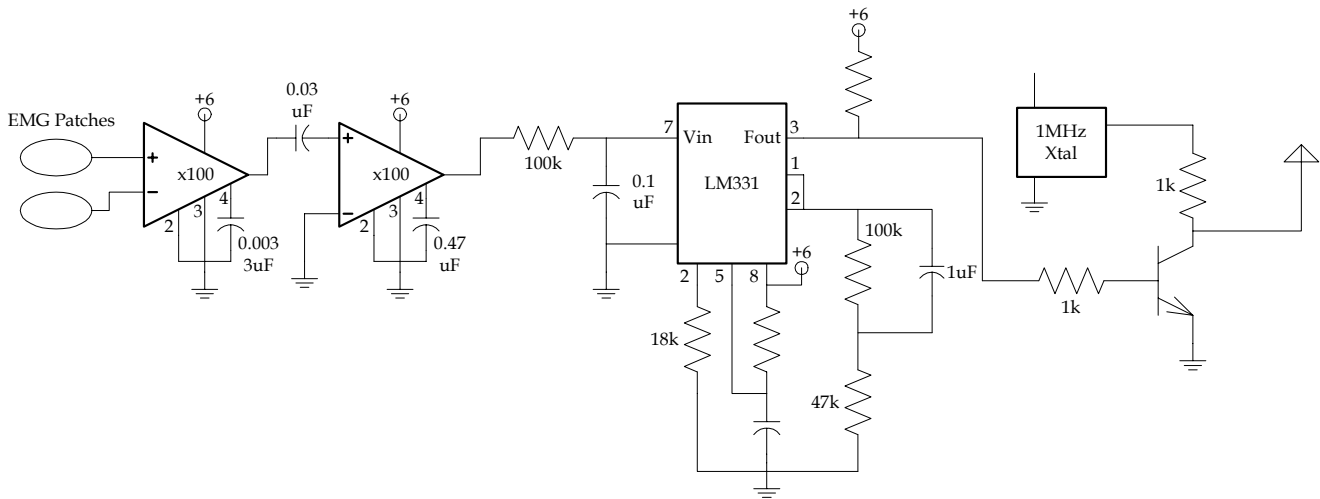 EMG Patches
+
−
x100
+6
2
3
4
0.003
3uF
0.03
uF
+
−
x100
+6
2
3
4
0.47
uF
100k
0.1
uF
7
Vin
Fout
3
LM331
1
2
2
5
8
+6
+6
18k
100k
1uF
47k
1MHz
Xtal
1k
1k